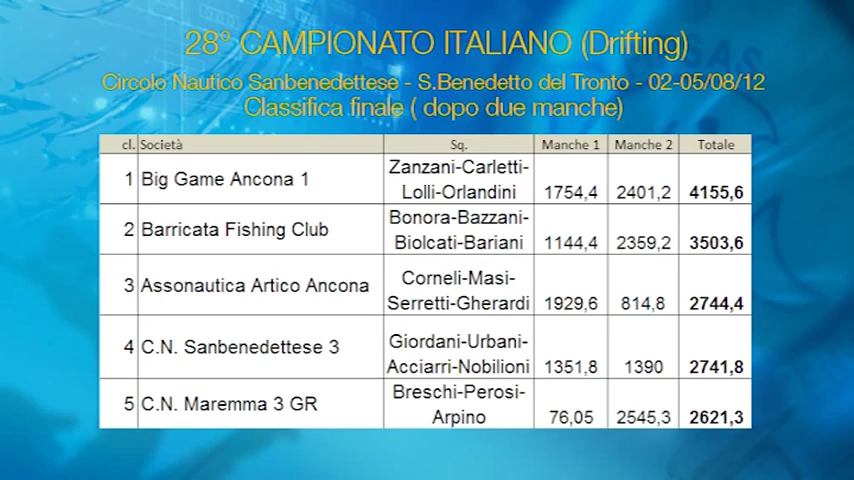 28° CAMPIONATO ITALIANO (Drifting)
Circolo Nautico Sanbenedettese - S.Benedetto del Tronto - 02-05/08/12
Classifica finale ( dopo due manche)
cl. Società Sq. Manche 1 Manche 2 Totale
1 Big Game Ancona 1 Zanzani-Carletti-
Lolli-Orlandini 1754,4 2401,2 4155,6
2 Barricata Fishing Club Bonora-Bazzani-
Biolcati-Bariani 1144,4 2359,2 3503,6
3 Assonautica Artico Ancona Corneli-Masi-
Serretti-Gherardi 1929,6 814,8 2744,4
4 C.N. Sanbenedettese 3 Giordani-Urbani-
Acciarri-Nobilioni 1351,8 1390 2741,8
5 C.N. Maremma 3 GR Breschi-Perosi-
Arpino 76,05 2545,3 2621,3